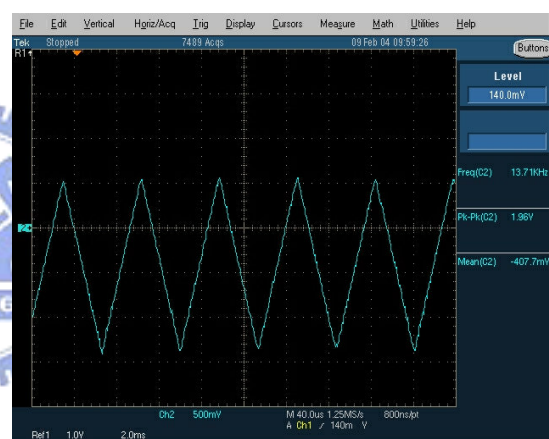 File Edit Vertical Horiz/Acq Trig Display Cursors Measure Math Utilities Help
Tek Stopped 7489 Acqs 09 Feb 04 09:59:26
Buttons
R1
Level
140.0mV
Freq(C2) 13.71KHz
2
Pk-Pk(C2) 1.96V
Mean(C2) -407.7mV
Ch2 500mV M 40.0us 1.25MS/s 800ns/pt
A Ch1 / 140m V
Ref1 1.0V 2.0ms